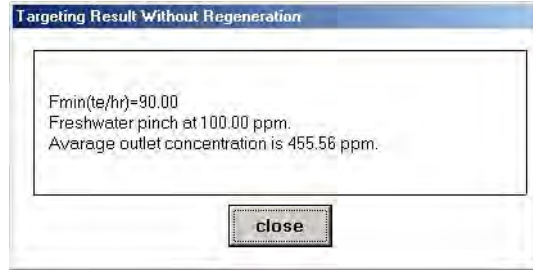 Targeting Result Without Regeneration
Fmin(te/hr)=90.00
Freshwater pinch at 100.00 ppm.
Avarage outlet concentration is 455.56 ppm.
close